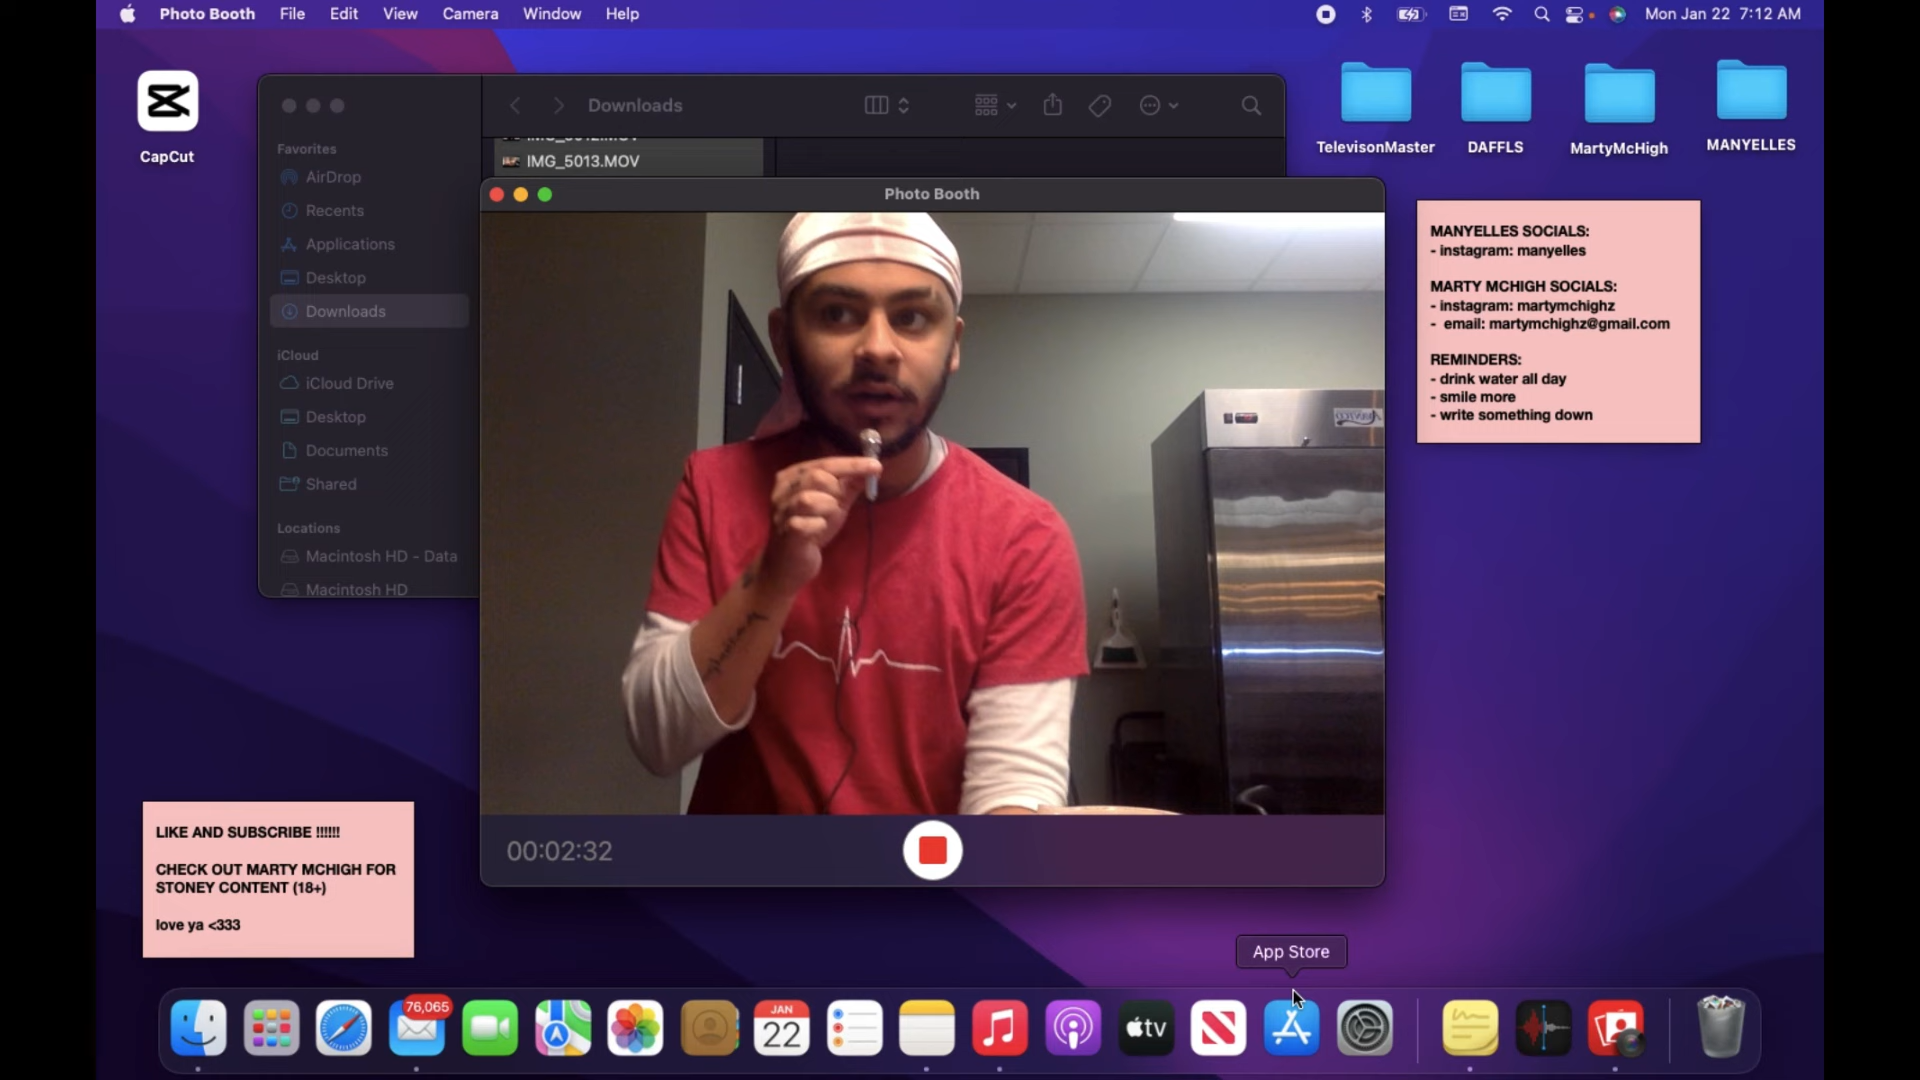 Photo Booth File Edit View Camera Window Help Mon Jan 22 7:12 AM
CapCut
Downloads
IMG_5013.MOV
Favorites
AirDrop
Recents
Applications
Desktop
Downloads
iCloud
iCloud Drive
Desktop
Documents
Shared
Locations
Macintosh HD - Data
Macintosh HD
Photo Booth
00:02:32
TelevisonMaster
DAFFLS
MartyMcHigh
MANYELLES
MANYELLES SOCIALS:
- instagram: manyelles
MARTY MCHIGH SOCIALS:
- instagram: martymchighz
- email: martymchighz@gmail.com
REMINDERS:
- drink water all day
- smile more
- write something down
LIKE AND SUBSCRIBE !!!!!!
CHECK OUT MARTY MCHIGH FOR
STONEY CONTENT (18+)
love ya <333
App Store
76,065
JAN
22
tv